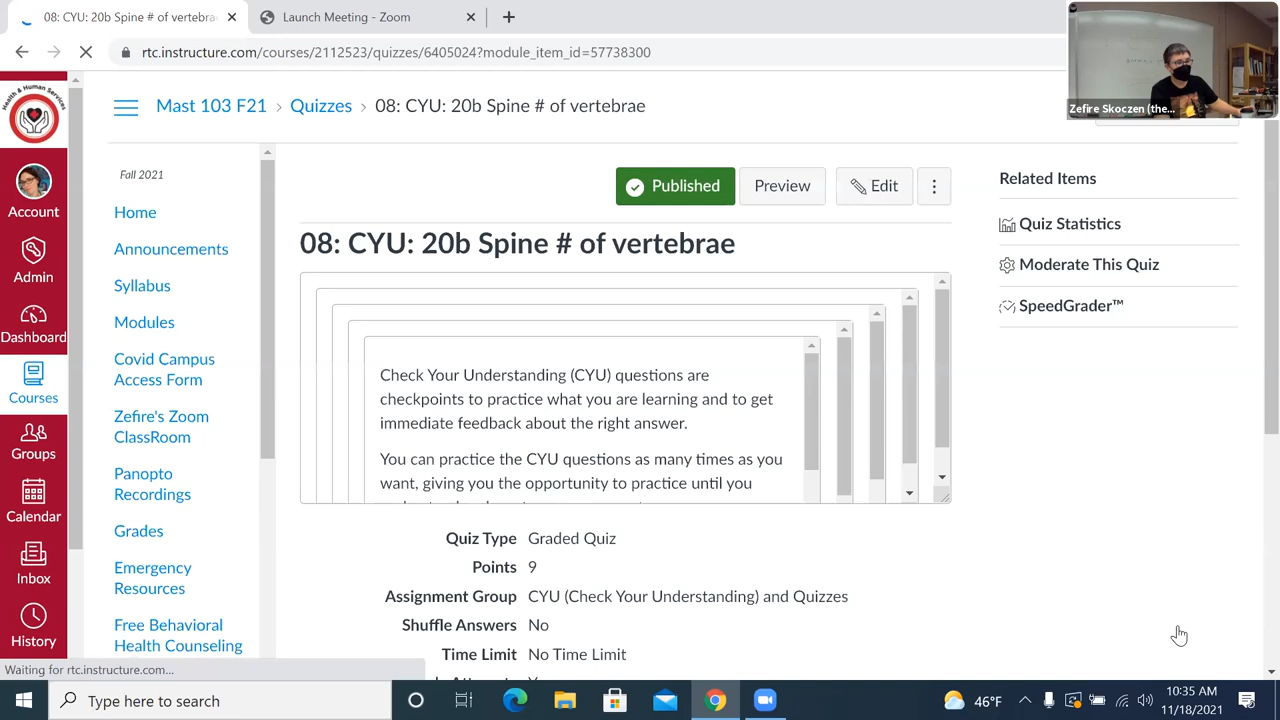 08: CYU: 20b Spine # of vertebra
Launch Meeting - Zoom
rtc.instructure.com/courses/2112523/quizzes/6405024?module_item_id=57738300
Zefire Skoczen (the...
Health & Human Services
Mast 103 F21 > Quizzes > 08: CYU: 20b Spine # of vertebrae
Account
Admin
Dashboard
Courses
Groups
Calendar
Inbox
History
Fall 2021
Home
Announcements
Syllabus
Modules
Covid Campus
Access Form
Zefire's Zoom
ClassRoom
Panopto
Recordings
Grades
Emergency
Resources
Free Behavioral
Health Counseling
Published
Preview
Edit
08: CYU: 20b Spine # of vertebrae
Check Your Understanding (CYU) questions are
checkpoints to practice what you are learning and to get
immediate feedback about the right answer.
You can practice the CYU questions as many times as you
want, giving you the opportunity to practice until you
Quiz Type Graded Quiz
Points 9
Assignment Group CYU (Check Your Understanding) and Quizzes
Shuffle Answers No
Time Limit No Time Limit
Related Items
Quiz Statistics
Moderate This Quiz
SpeedGrader™
Waiting for rtc.instructure.com...
Type here to search
46°F
10:35 AM
11/18/2021